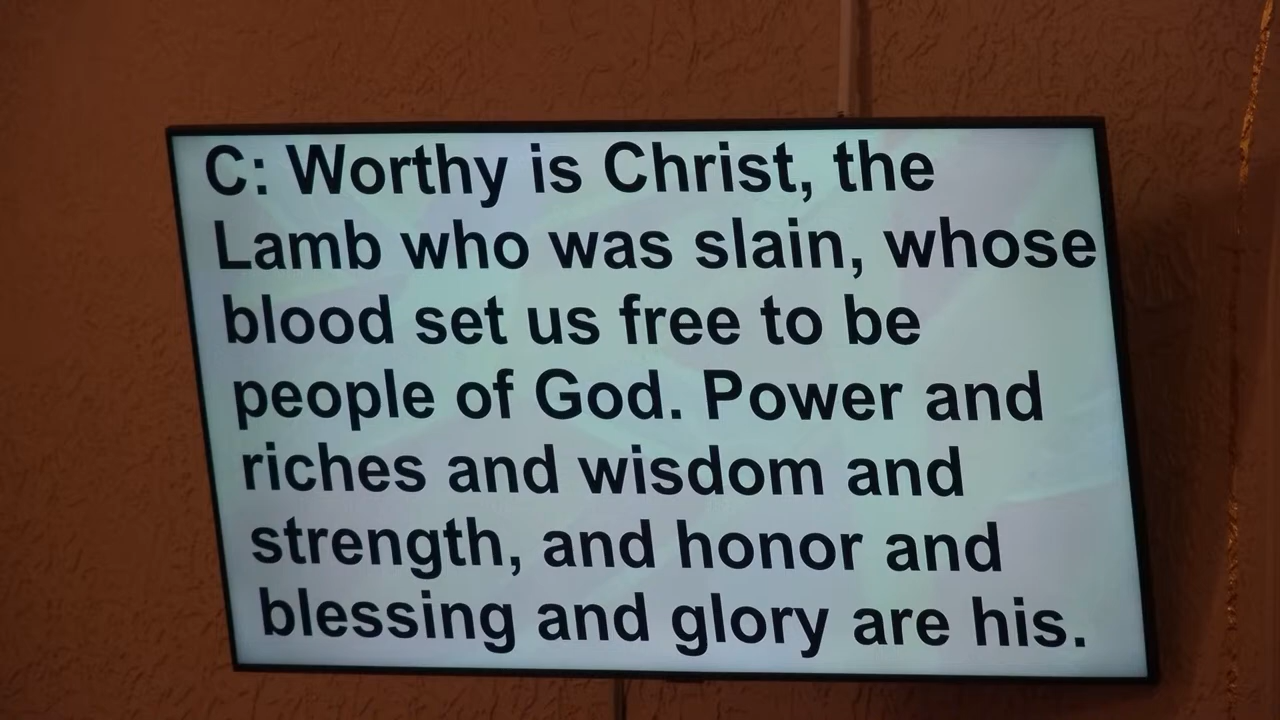 C: Worthy is Christ, the
Lamb who was slain, whose
blood set us free to be
people of God. Power and
riches and wisdom and
strength, and honor and
blessing and glory are his.